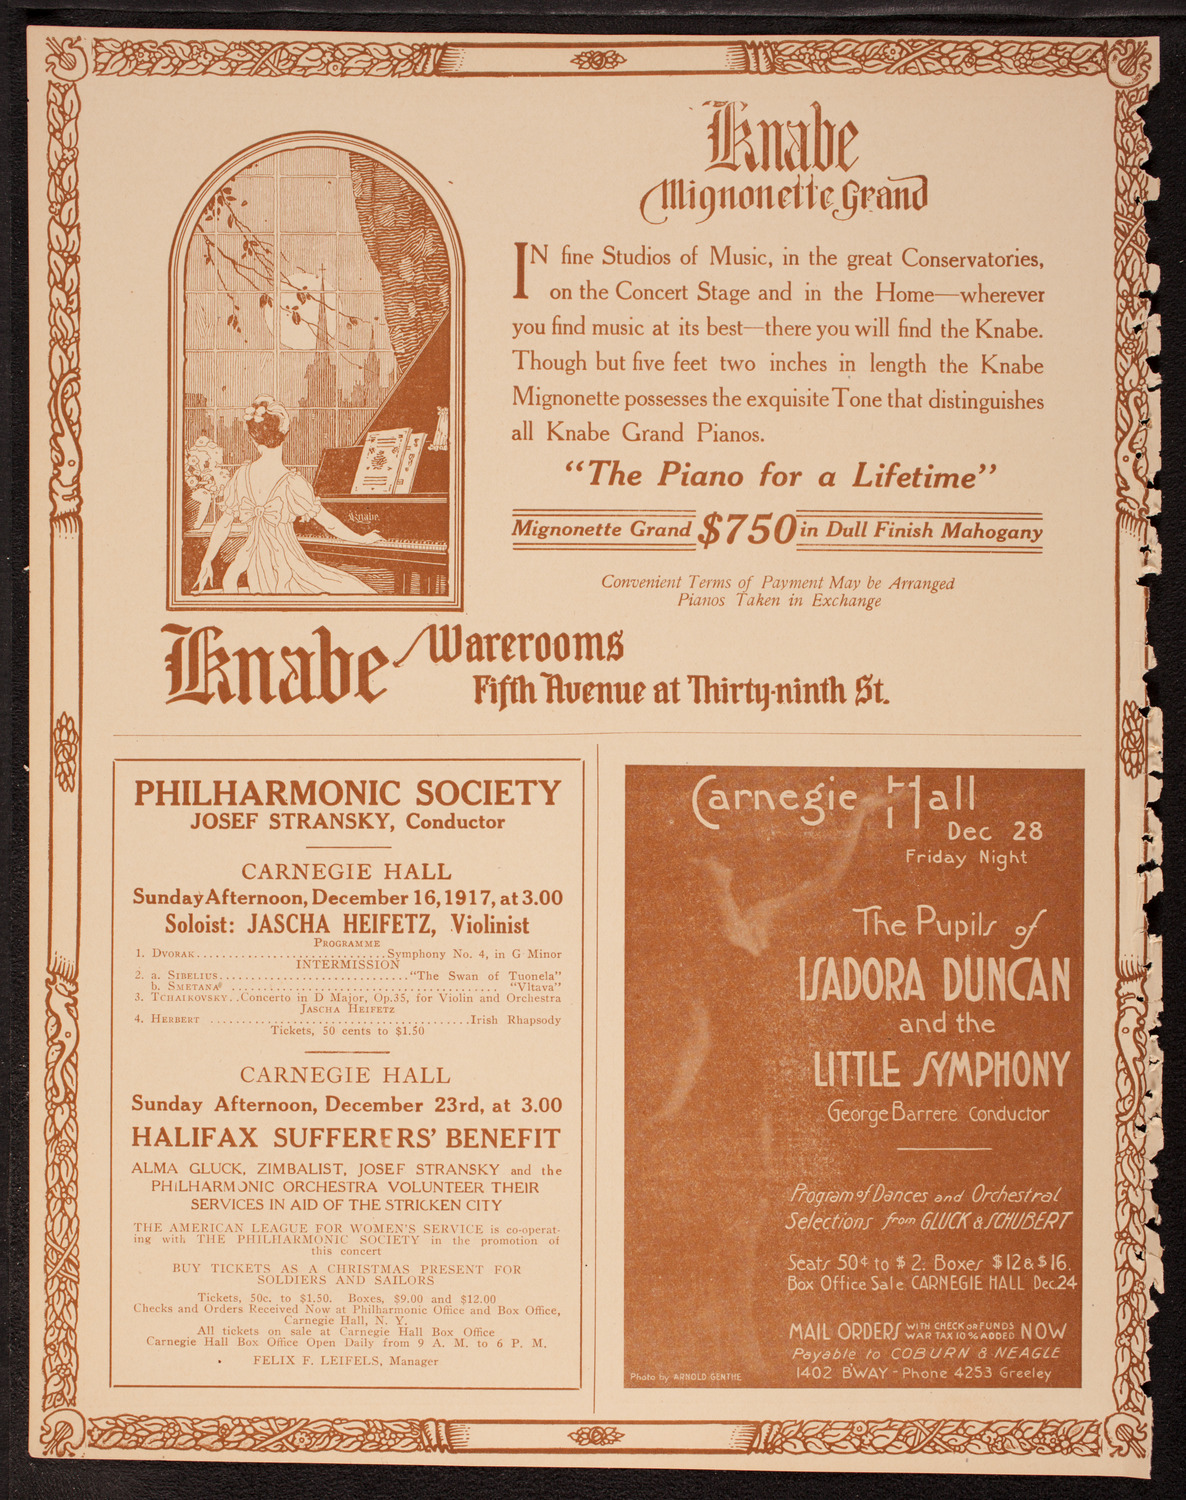 Knabe
Mignonette Grand
IN fine Studios of Music, in the great Conservatories,
on the Concert Stage and in the Home—wherever
you find music at its best—there you will find the Knabe.
Though but five feet two inches in length the Knabe
Mignonette possesses the exquisite Tone that distinguishes
all Knabe Grand Pianos.
"The Piano for a Lifetime"
Mignonette Grand $750 in Dull Finish Mahogany
Convenient Terms of Payment May be Arranged
Pianos Taken in Exchange
Knabe
Knabe Warerooms
Fifth Avenue at Thirty-ninth St.
PHILHARMONIC SOCIETY
JOSEF STRANSKY, Conductor
CARNEGIE HALL
Sunday Afternoon, December 16, 1917, at 3.00
Soloist: JASCHA HEIFETZ, Violinist
PROGRAMME
1. DVORAK................................Symphony No. 4, in G Minor
INTERMISSION
2. a. SIBELIUS................................"The Swan of Tuonela"
b. SMETANA ........................................ "Vltava"
3. TCHAIKOVSKY..Concerto in D Major, Op.35, for Violin and Orchestra
JASCHA HEIFETZ
4. HERBERT ........................................Irish Rhapsody
Tickets, 50 cents to $1.50
CARNEGIE HALL
Sunday Afternoon, December 23rd, at 3.00
HALIFAX SUFFERERS' BENEFIT
ALMA GLUCK, ZIMBALIST, JOSEF STRANSKY and the
PHILHARMONIC ORCHESTRA VOLUNTEER THEIR
SERVICES IN AID OF THE STRICKEN CITY
THE AMERICAN LEAGUE FOR WOMEN'S SERVICE is co-operat-
ing with THE PHILHARMONIC SOCIETY in the promotion of
this concert
BUY TICKETS AS A CHRISTMAS PRESENT FOR
SOLDIERS AND SAILORS
Tickets, 50c. to $1.50. Boxes, $9.00 and $12.00
Checks and Orders Received Now at Philharmonic Office and Box Office,
Carnegie Hall, N. Y.
All tickets on sale at Carnegie Hall Box Office
Carnegie Hall Box Office Open Daily from 9 A. M. to 6 P. M.
FELIX F. LEIFELS, Manager
Carnegie Hall
Dec 28
Friday Night
The Pupils of
ISADORA DUNCAN
and the
LITTLE SYMPHONY
George Barrere Conductor
Program of Dances and Orchestral
Selections from GLUCK & SCHUBERT
Seats 50¢ to $2. Boxes $12 & $16.
Box Office Sale CARNEGIE HALL Dec.24
MAIL ORDERS WITH CHECK or FUNDS WAR TAX 10% ADDED NOW
Payable to COBURN & NEAGLE
1402 B'WAY - Phone 4253 Greeley
Photo by ARNOLD GENTHE